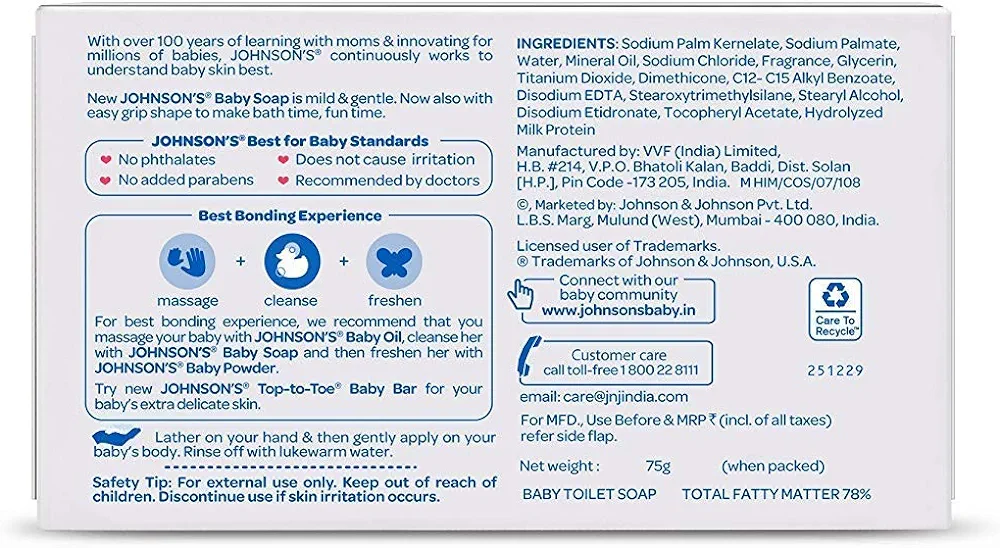 With over 100 years of learning with moms & innovating for
millions of babies, JOHNSON'S® continuously works to
understand baby skin best.
New JOHNSON'S® Baby Soap is mild & gentle. Now also with
easy grip shape to make bath time, fun time.
JOHNSON'S® Best for Baby Standards
No phthalates
Does not cause irritation
No added parabens
Recommended by doctors
Best Bonding Experience
+
+
massage
cleanse
freshen
For best bonding experience, we recommend that you
massage your baby with JOHNSON'S® Baby Oil, cleanse her
with JOHNSON'S® Baby Soap and then freshen her with
JOHNSON'S® Baby Powder.
Try new JOHNSON'S® Top-to-Toe® Baby Bar for your
baby's extra delicate skin.
Lather on your hand & then gently apply on your
baby's body. Rinse off with lukewarm water.
Safety Tip: For external use only. Keep out of reach of
children. Discontinue use if skin irritation occurs.
INGREDIENTS: Sodium Palm Kernelate, Sodium Palmate,
Water, Mineral Oil, Sodium Chloride, Fragrance, Glycerin,
Titanium Dioxide, Dimethicone, C12- C15 Alkyl Benzoate,
Disodium EDTA, Stearoxytrimethylsilane, Stearyl Alcohol,
Disodium Etidronate, Tocopheryl Acetate, Hydrolyzed
Milk Protein
Manufactured by: VVF (India) Limited,
H.B. #214, V.P.O. Bhatoli Kalan, Baddi, Dist. Solan
[H.P.], Pin Code -173 205, India. M HIM/COS/07/108
©, Marketed by: Johnson & Johnson Pvt. Ltd.
L.B.S. Marg, Mulund (West), Mumbai - 400 080, India.
Licensed user of Trademarks.
® Trademarks of Johnson & Johnson, U.S.A.
Connect with our
baby community
www.johnsonsbaby.in
Care To
Recycle™
Customer care
call toll-free 1 800 22 8111
251229
email: care@jnjindia.com
For MFD., Use Before & MRP ₹ (incl. of all taxes)
refer side flap.
Net weight : 75g (when packed)
BABY TOILET SOAP TOTAL FATTY MATTER 78%